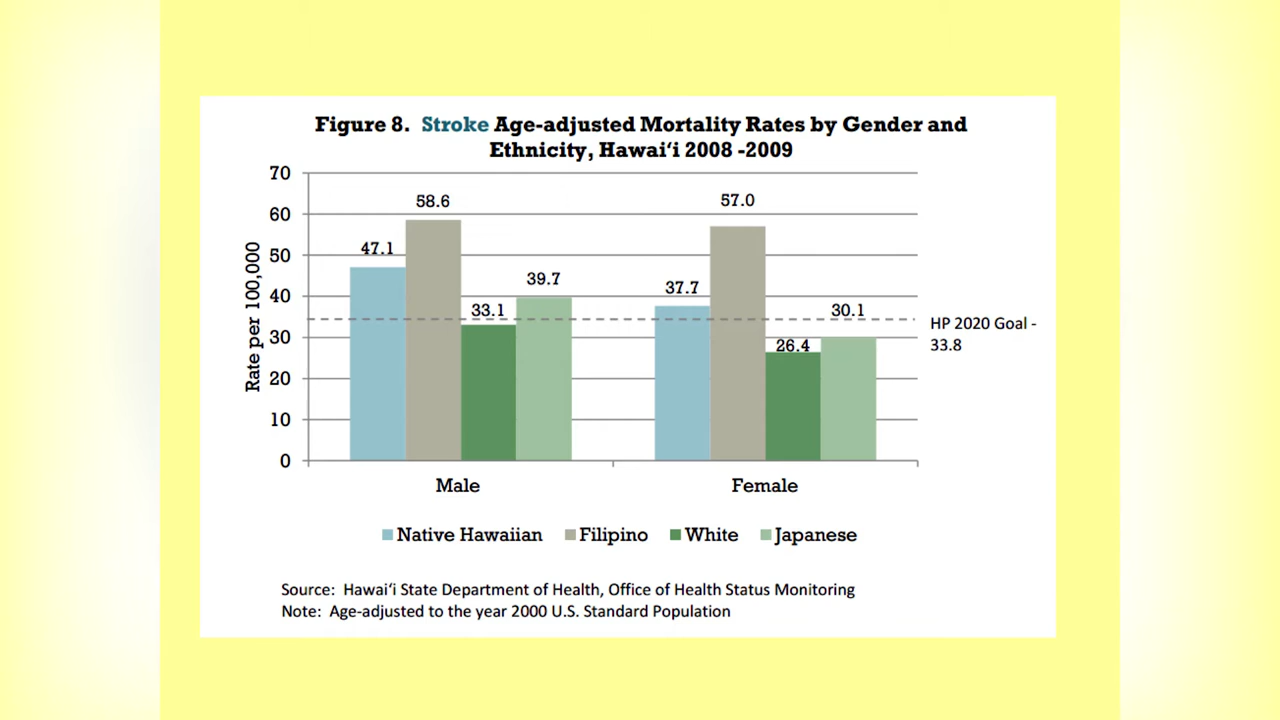 Figure 8.  Stroke Age-adjusted Mortality Rates by Gender and
Ethnicity, Hawai‘i 2008 -2009
70
60
50
40
30
20
10
0
Rate per 100,000
47.1
58.6
33.1
39.7
37.7
57.0
26.4
30.1
HP 2020 Goal -
33.8
Male
Female
Native Hawaiian
Filipino
White
Japanese
Source:  Hawai‘i State Department of Health, Office of Health Status Monitoring
Note:  Age-adjusted to the year 2000 U.S. Standard Population